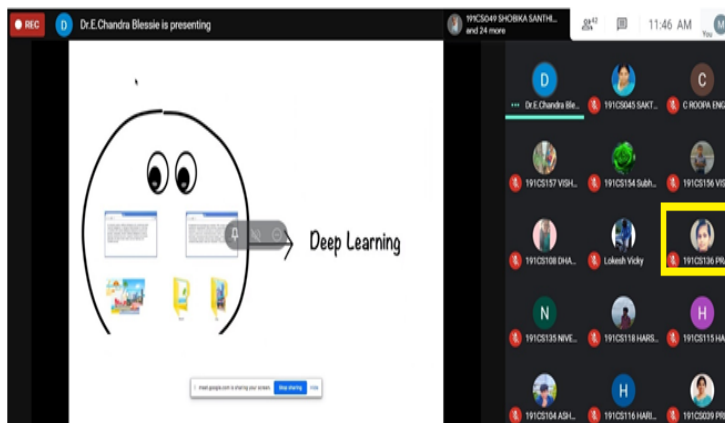 REC
D
Dr.E.Chandra Blessie is presenting
191CS049 SHOBIKA SANTHI...
and 24 more
42
11:46 AM
You
M
Deep Learning
meet.google.com is sharing your screen.
Stop sharing
Hide
D
Dr.E.Chandra Ble...
191CS045 SAKT...
C
C ROOPA ENG
191CS157 VISH...
191CS154 Subh...
191CS156 VIS
191CS108 DHA...
Lokesh Vicky
191CS136 PRA
N
191CS135 NIVE...
191CS118 HARS...
H
191CS115 HA
191CS104 ASH...
H
191CS116 HARI...
191CS039 PRI